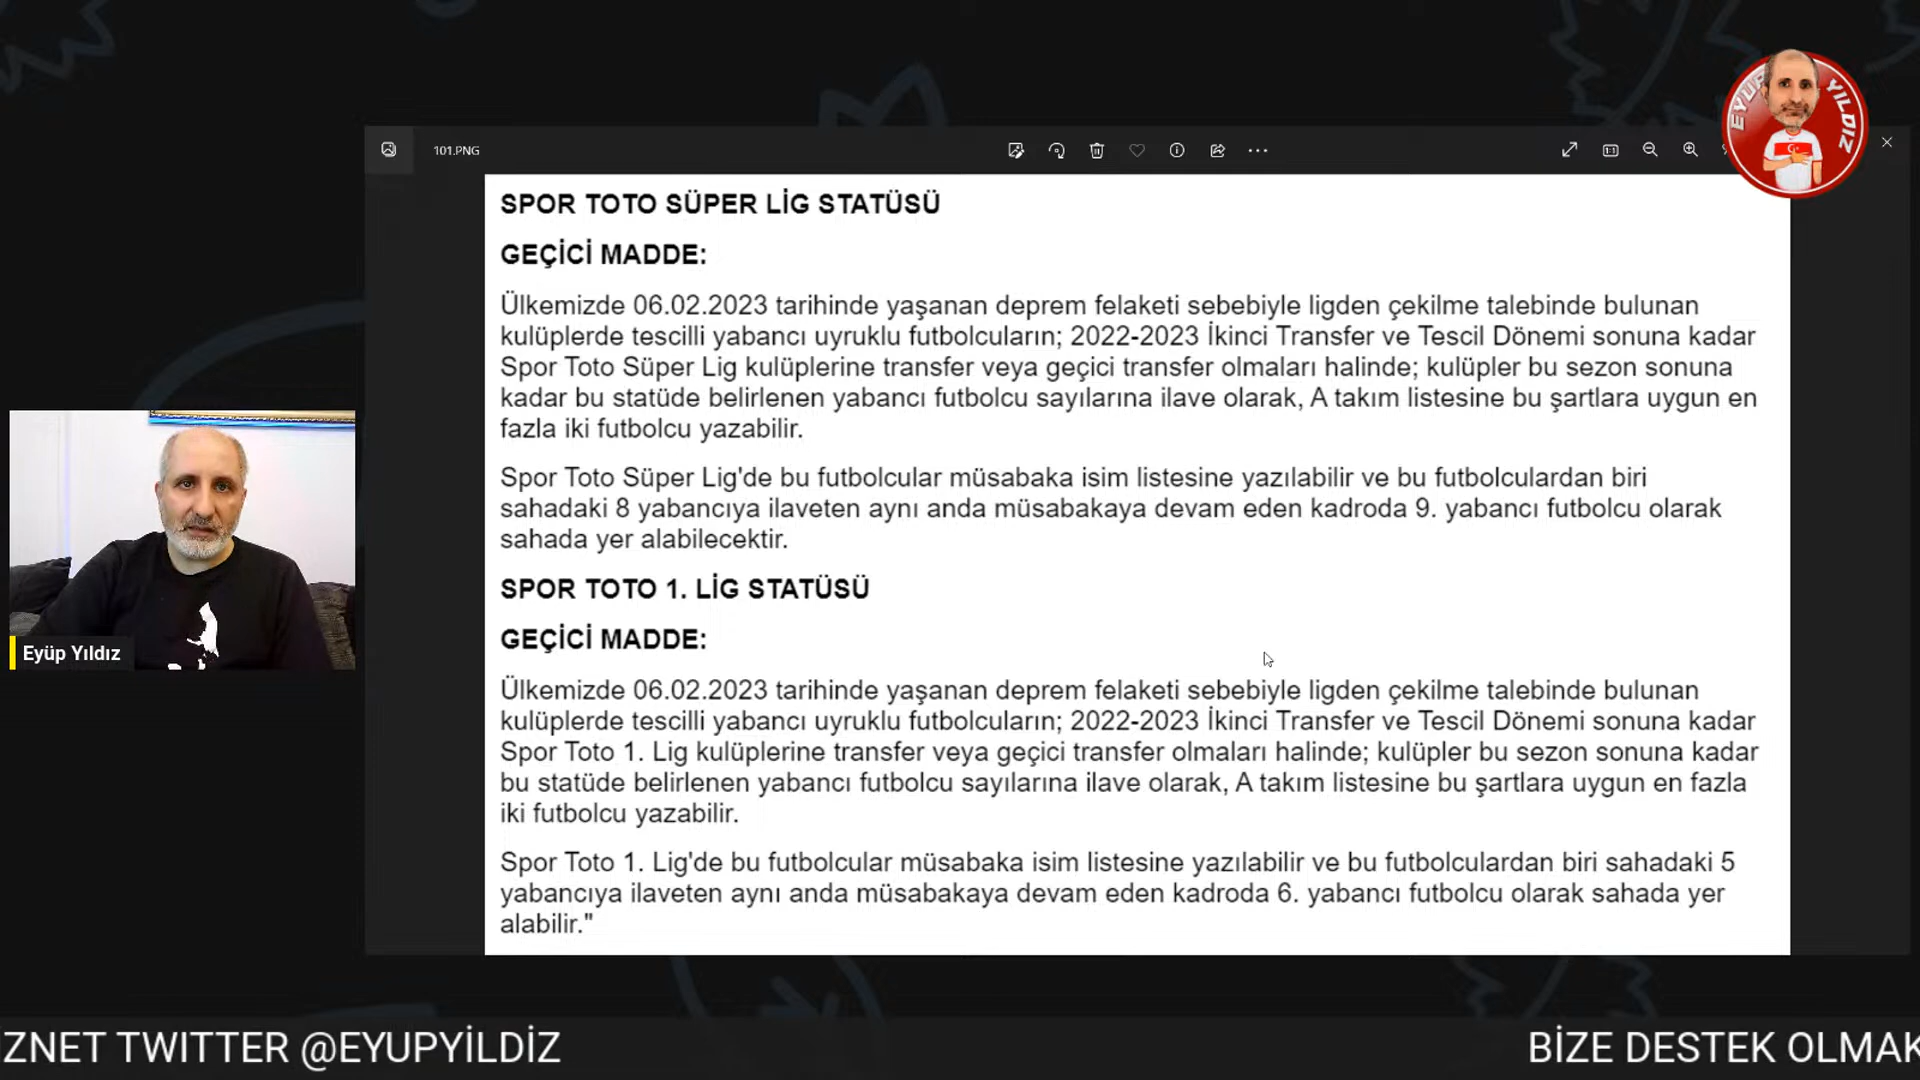 EYÜP YILDIZ
101.PNG
SPOR TOTO SÜPER LİG STATÜSÜ
GEÇİCİ MADDE:
Ülkemizde 06.02.2023 tarihinde yaşanan deprem felaketi sebebiyle ligden çekilme talebinde bulunan
kulüplerde tescilli yabancı uyruklu futbolcuların; 2022-2023 İkinci Transfer ve Tescil Dönemi sonuna kadar
Spor Toto Süper Lig kulüplerine transfer veya geçici transfer olmaları halinde; kulüpler bu sezon sonuna
kadar bu statüde belirlenen yabancı futbolcu sayılarına ilave olarak, A takım listesine bu şartlara uygun en
fazla iki futbolcu yazabilir.
Spor Toto Süper Lig'de bu futbolcular müsabaka isim listesine yazılabilir ve bu futbolculardan biri
sahadaki 8 yabancıya ilaveten aynı anda müsabakaya devam eden kadroda 9. yabancı futbolcu olarak
sahada yer alabilecektir.
SPOR TOTO 1. LİG STATÜSÜ
GEÇİCİ MADDE:
Ülkemizde 06.02.2023 tarihinde yaşanan deprem felaketi sebebiyle ligden çekilme talebinde bulunan
kulüplerde tescilli yabancı uyruklu futbolcuların; 2022-2023 İkinci Transfer ve Tescil Dönemi sonuna kadar
Spor Toto 1. Lig kulüplerine transfer veya geçici transfer olmaları halinde; kulüpler bu sezon sonuna kadar
bu statüde belirlenen yabancı futbolcu sayılarına ilave olarak, A takım listesine bu şartlara uygun en fazla
iki futbolcu yazabilir.
Spor Toto 1. Lig'de bu futbolcular müsabaka isim listesine yazılabilir ve bu futbolculardan biri sahadaki 5
yabancıya ilaveten aynı anda müsabakaya devam eden kadroda 6. yabancı futbolcu olarak sahada yer
alabilir."
Eyüp Yıldız
ZNET TWITTER @EYUPYİLDİZ
BİZE DESTEK OLMAK